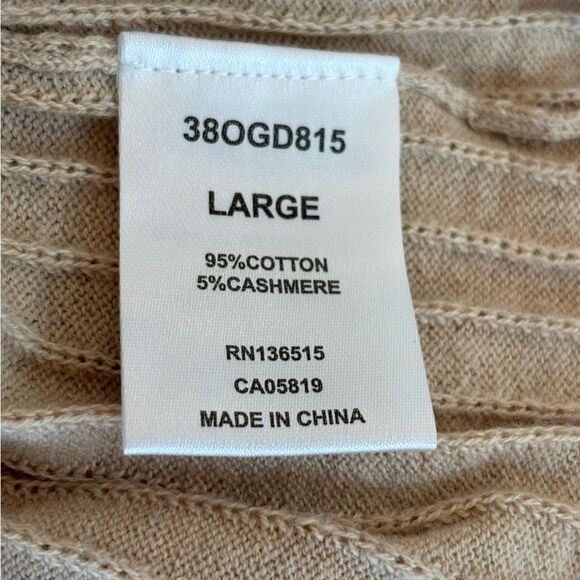 38OGD815
LARGE
95%COTTON
5%CASHMERE
RN136515
CA05819
MADE IN CHINA